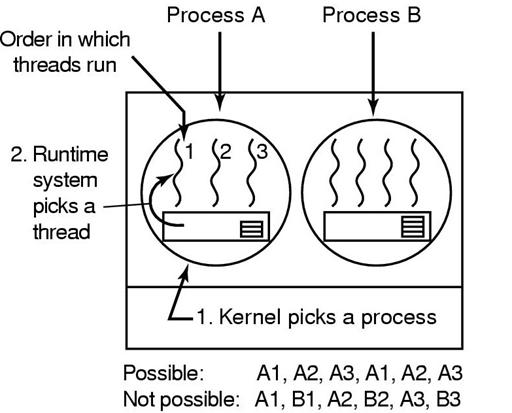 Process A
Process B
Order in which
threads run
1
2
3
2. Runtime
system
picks a
thread
1. Kernel picks a process
Possible: A1, A2, A3, A1, A2, A3
Not possible: A1, B1, A2, B2, A3, B3